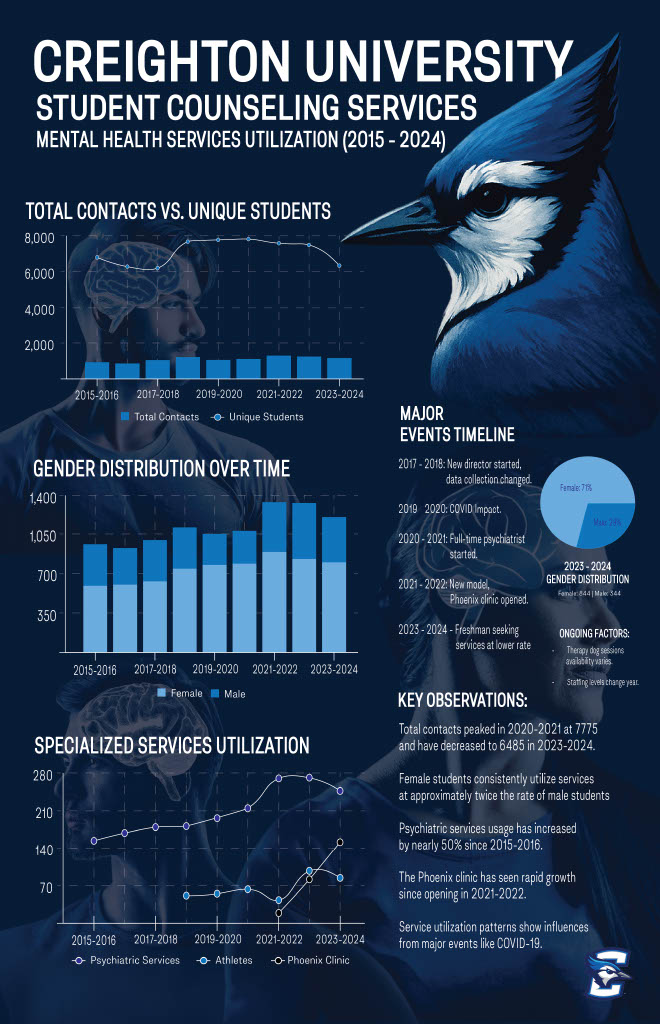 CREIGHTON UNIVERSITY
STUDENT COUNSELING SERVICES
MENTAL HEALTH SERVICES UTILIZATION (2015 - 2024)
TOTAL CONTACTS VS. UNIQUE STUDENTS
8,000
6,000
4,000
2,000
2015-2016 2017-2018 2019-2020 2021-2022 2023-2024
Total Contacts Unique Students
GENDER DISTRIBUTION OVER TIME
1,400
1,050
700
350
2015-2016 2017-2018 2019-2020 2021-2022 2023-2024
Female Male
SPECIALIZED SERVICES UTILIZATION
280
210
140
70
2015-2016 2017-2018 2019-2020 2021-2022 2023-2024
Psychiatric Services Athletes Phoenix Clinic
MAJOR
EVENTS TIMELINE
2017 - 2018: New director started,
data collection changed.
2019 2020: COVID Impact.
2020 - 2021: Full-time psychiatrist
started.
2021 - 2022: New model,
Phoenix clinic opened.
2023 - 2024 - Freshman seeking
services at lower rate
Female: 71%
Male: 29%
2023 - 2024
GENDER DISTRIBUTION
Female: 844 | Male: 344
ONGOING FACTORS:
- Therapy dog sessions
availability varies.
- Staffing levels change year.
KEY OBSERVATIONS:
Total contacts peaked in 2020-2021 at 7775
and have decreased to 6485 in 2023-2024.
Female students consistently utilize services
at approximately twice the rate of male students
Psychiatric services usage has increased
by nearly 50% since 2015-2016.
The Phoenix clinic has seen rapid growth
since opening in 2021-2022.
Service utilization patterns show influences
from major events like COVID-19.